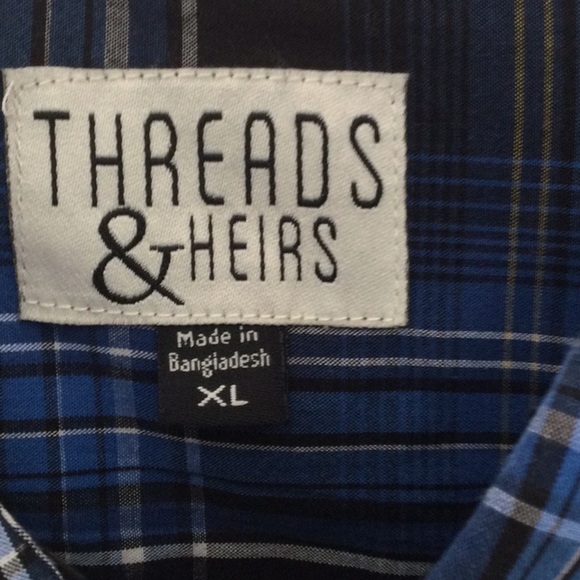 THREADS
& HEIRS
Made in
Bangladesh
XL